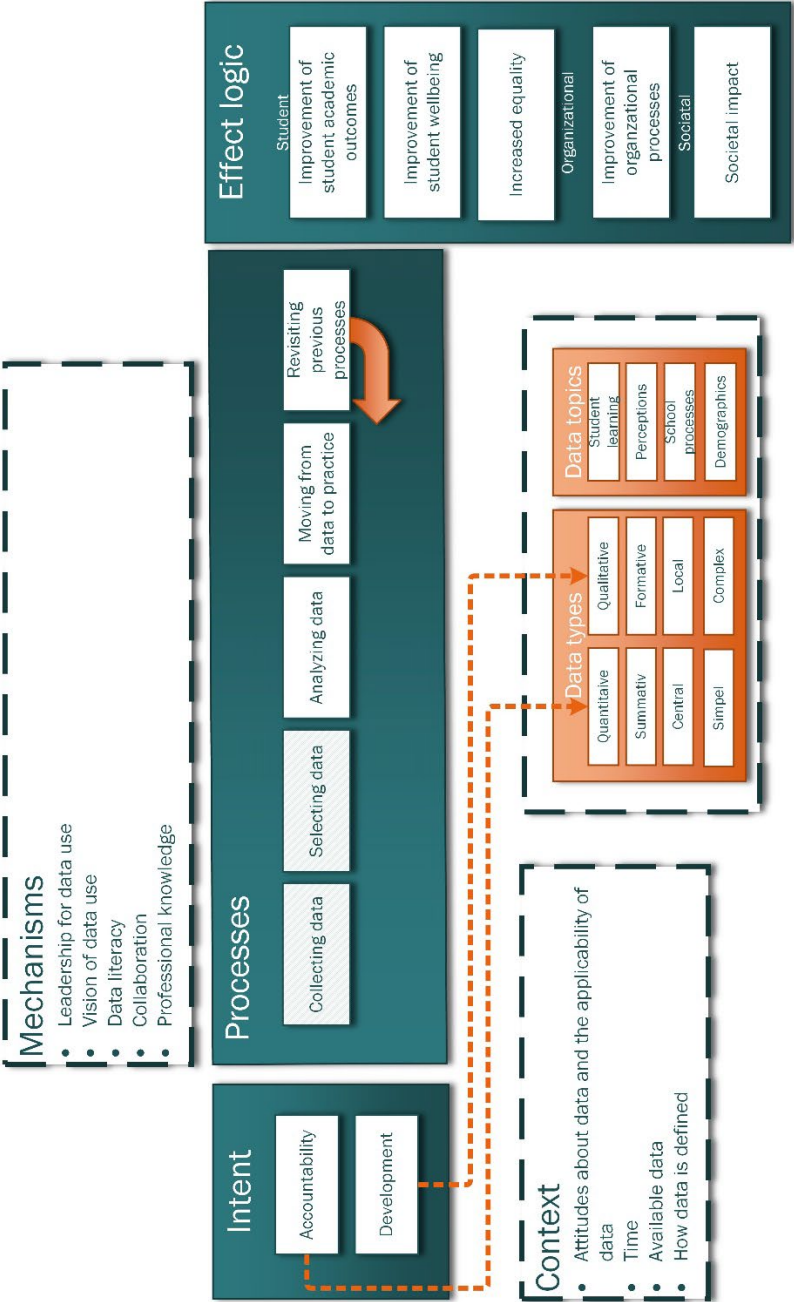 Mechanisms
• Leadership for data use
• Vision of data use
• Data literacy
• Collaboration
• Professional knowledge
Intent
Accountability
Development
Processes
Collecting data
Selecting data
Analyzing data
Moving from
data to practice
Revisiting
previous
processes
Effect logic
Student
Improvement of
student academic
outcomes
Improvement of
student wellbeing
Increased equality
Organizational
Improvement of
organzational
processes
Sociatal
Societal impact
Context
• Attitudes about data and the applicability of
data
• Time
• Available data
• How data is defined
Data types
Quantitaive
Qualitative
Summativ
Formative
Central
Local
Simpel
Complex
Data topics
Student
learning
Perceptions
School
processes
Demographics